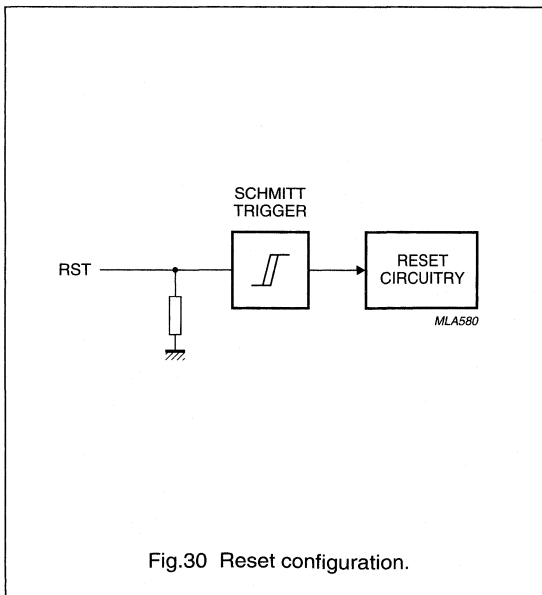 SCHMITT
TRIGGER
RST
RESET
CIRCUITRY
MLA580
Fig.30 Reset configuration.